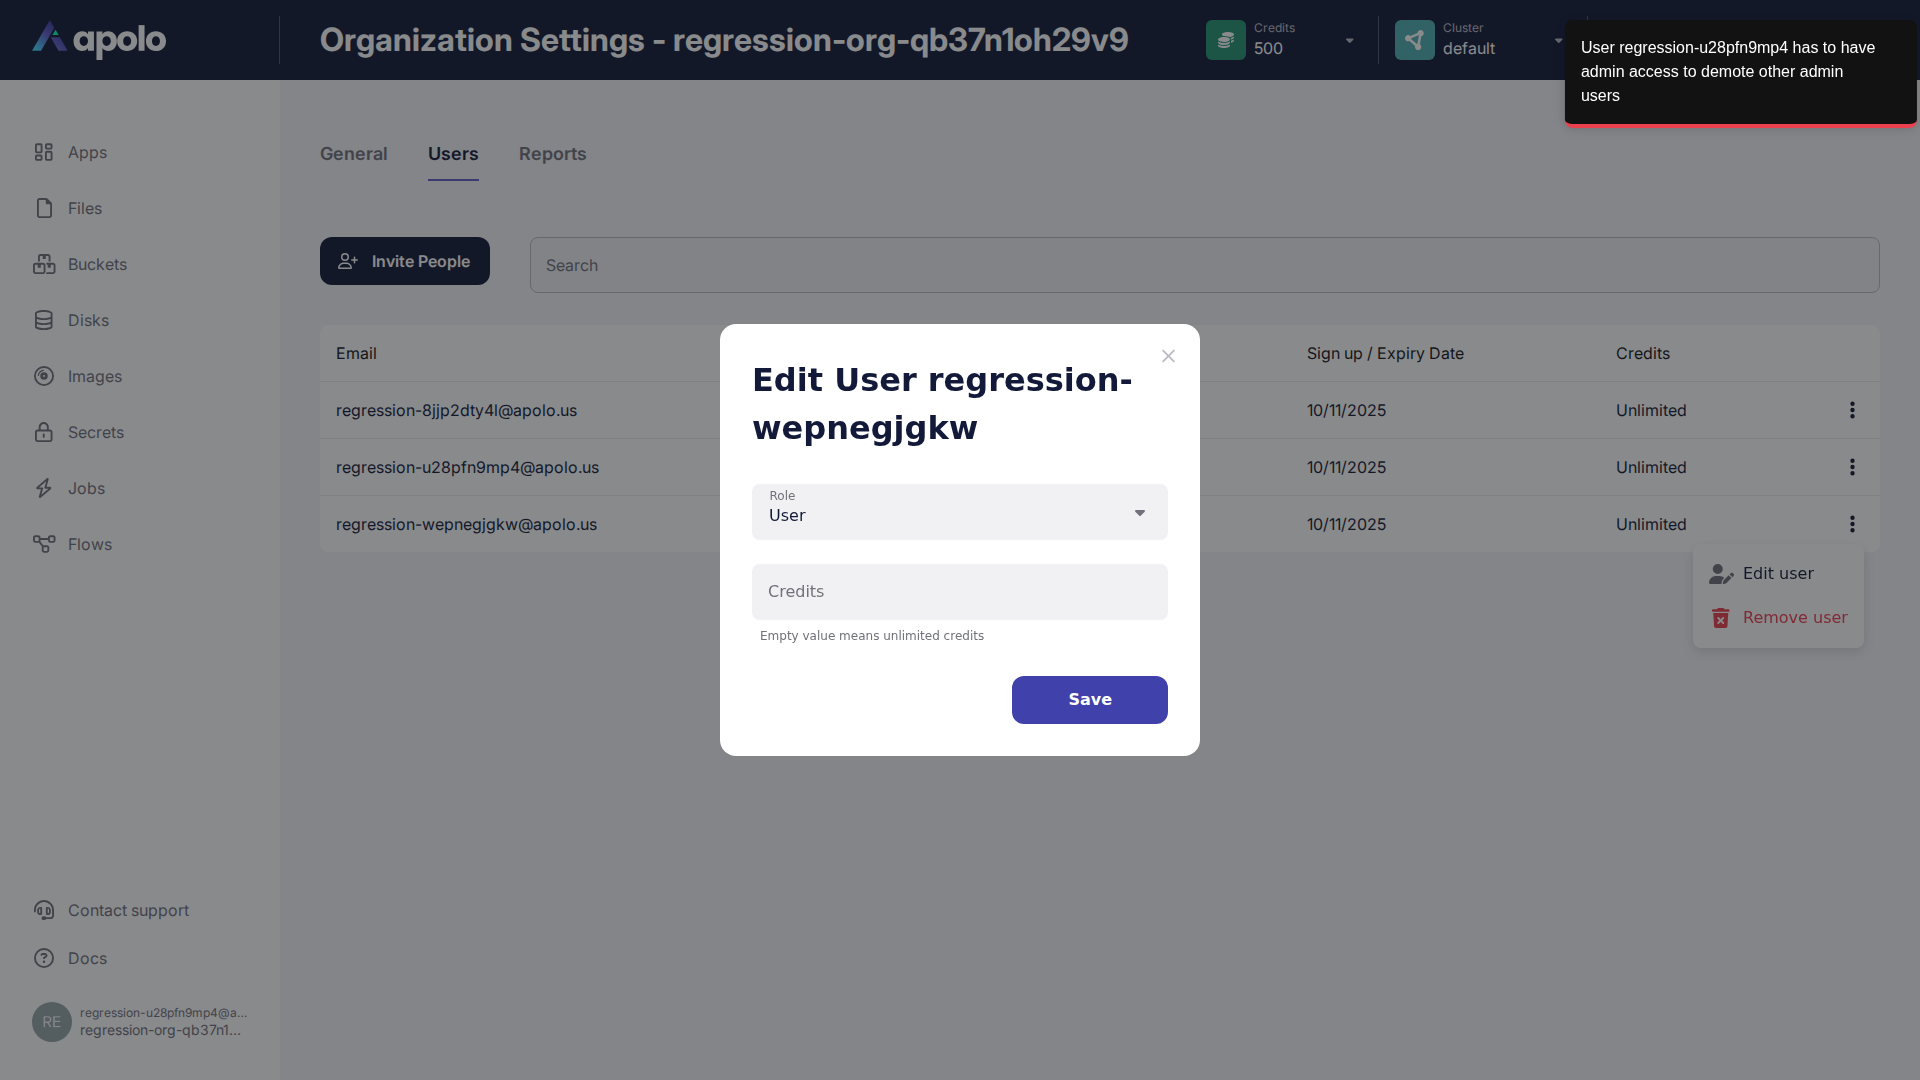 apolo
Organization Settings - regression-org-qb37n1oh29v9
Credits
500
Cluster
default
User regression-u28pfn9mp4 has to have
admin access to demote other admin
users
Apps
Files
Buckets
Disks
Images
Secrets
Jobs
Flows
General
Users
Reports
Invite People
Search
Email
Sign up / Expiry Date
Credits
regression-8jjp2dty4l@apolo.us
10/11/2025
Unlimited
regression-u28pfn9mp4@apolo.us
10/11/2025
Unlimited
regression-wepnegjgkw@apolo.us
10/11/2025
Unlimited
Edit user
Remove user
Edit User regression-
wepnegjgkw
Role
User
Credits
Empty value means unlimited credits
Save
Contact support
Docs
RE
regression-u28pfn9mp4@a...
regression-org-qb37n1...